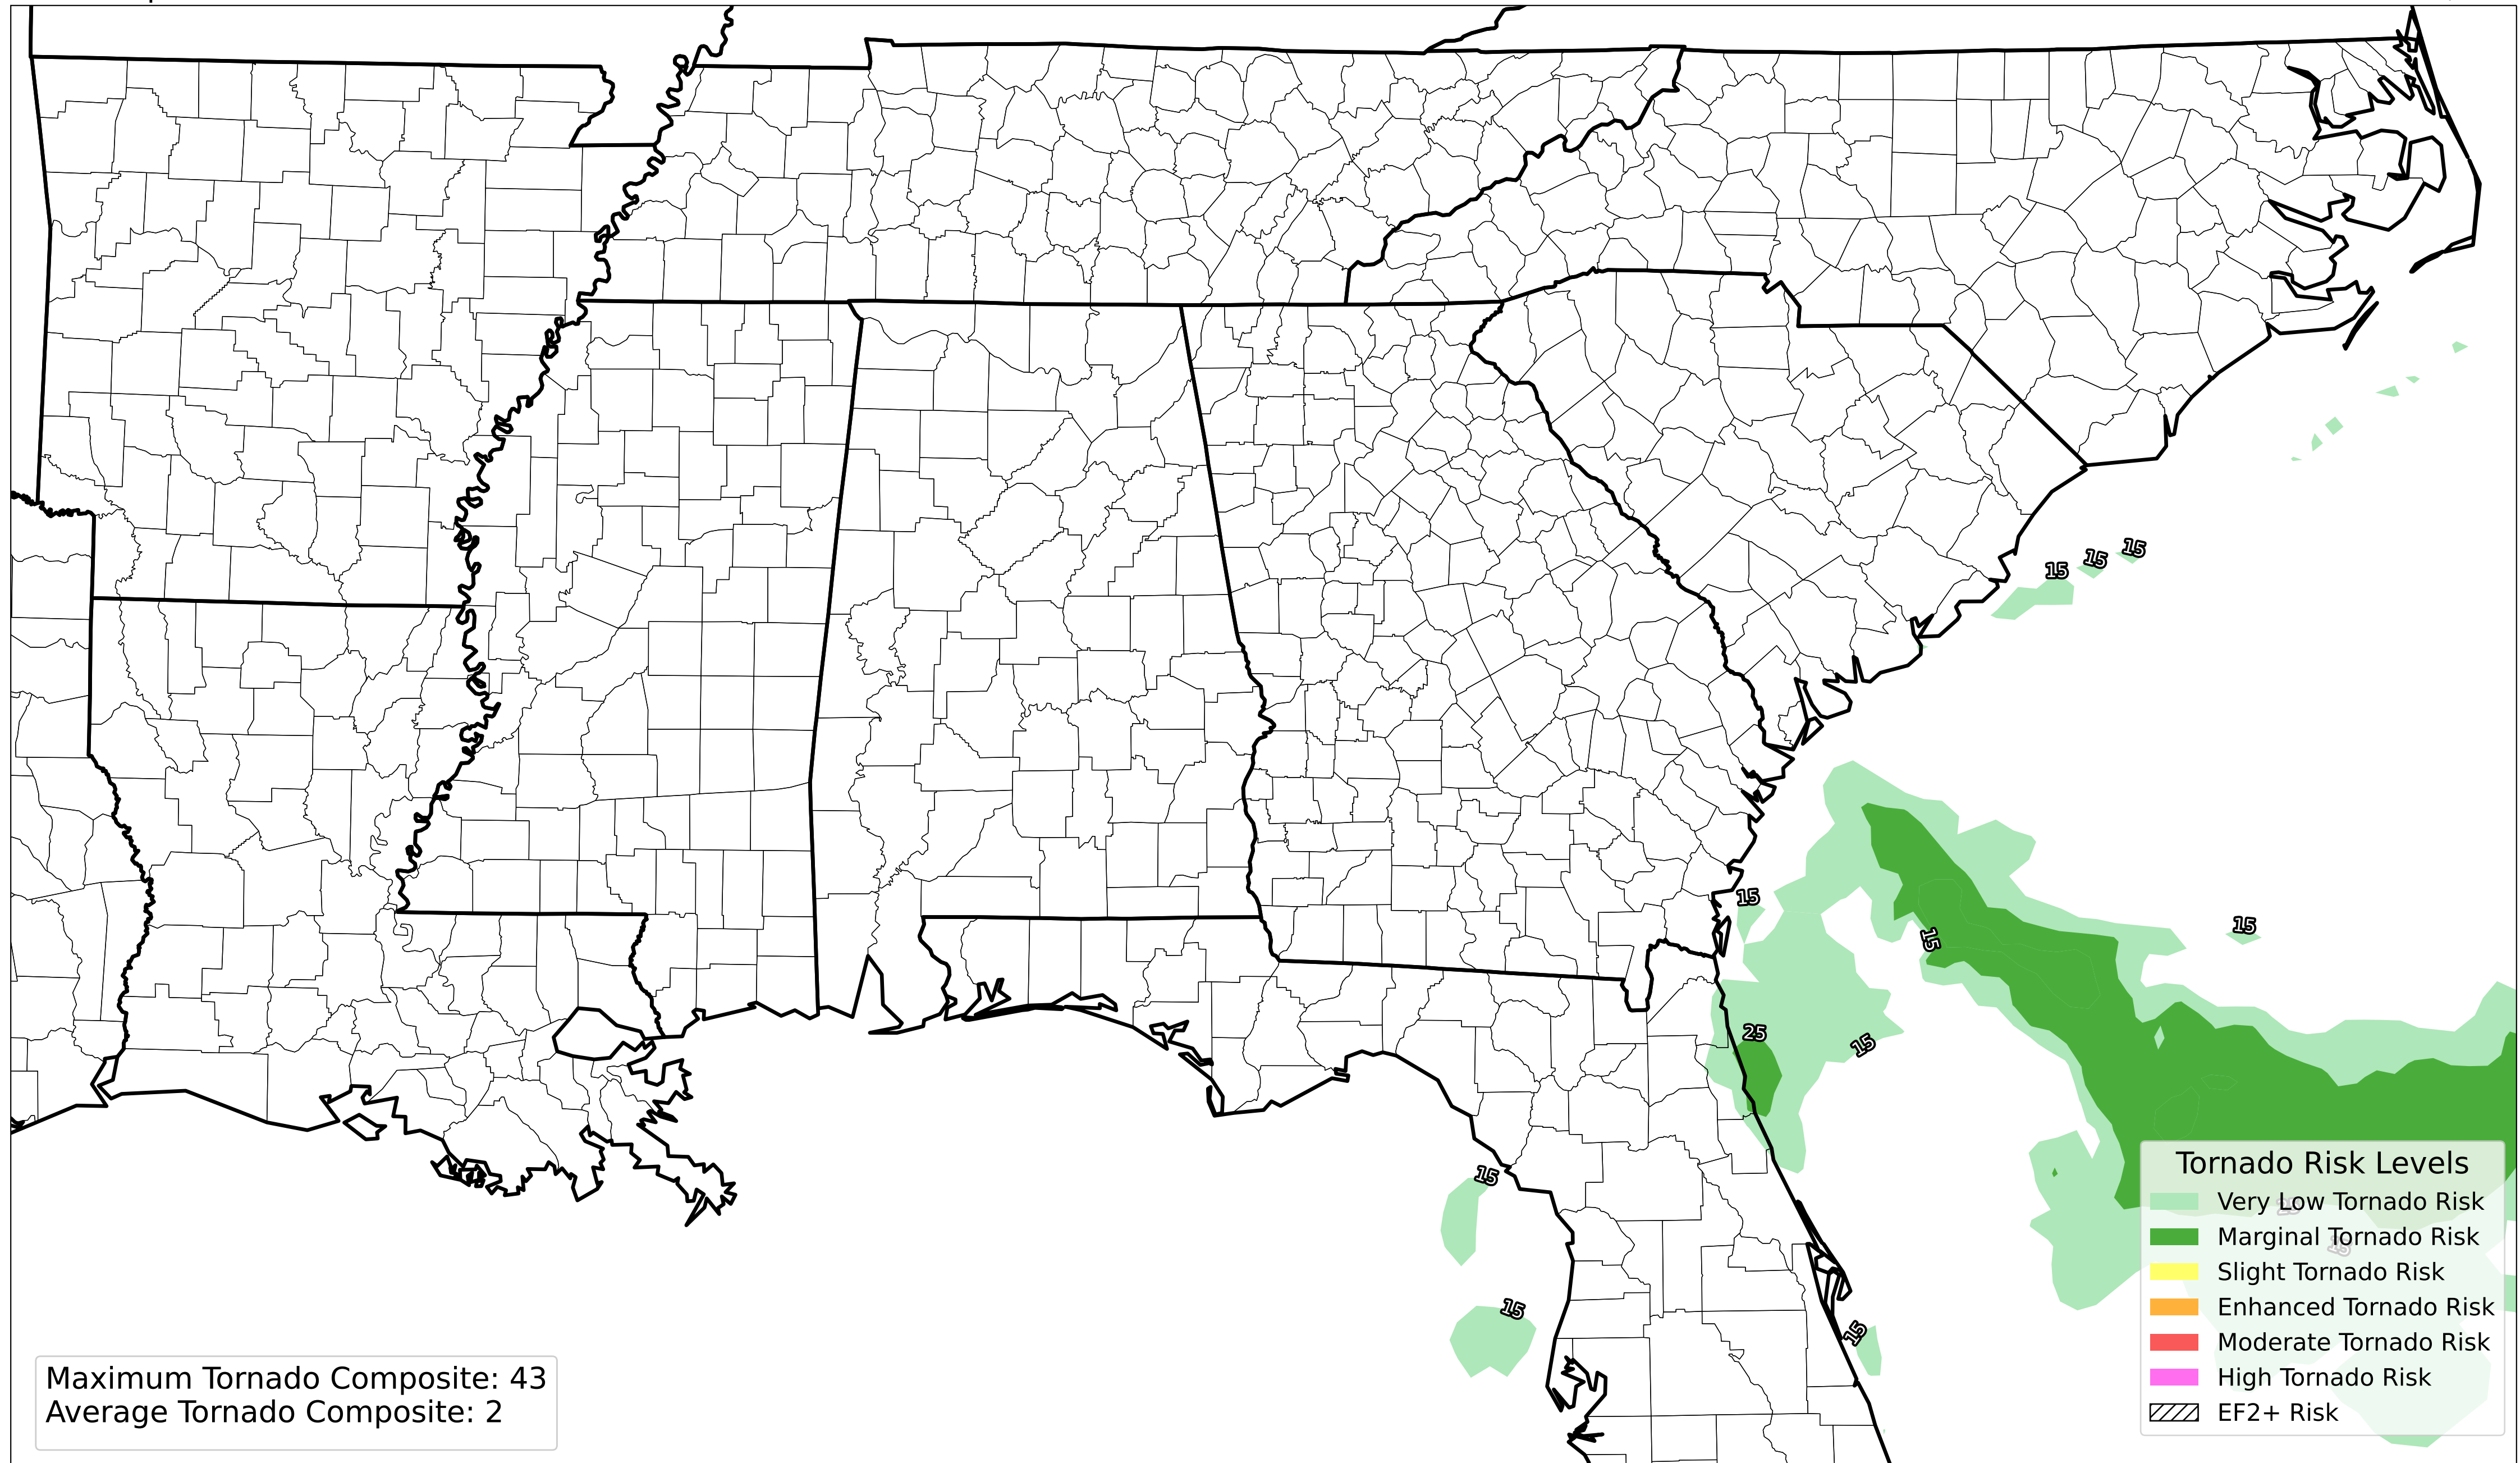 15
15
15
15
15
15
25
15
15
15
15
Tornado Risk Levels
Very Low Tornado Risk
Marginal Tornado Risk
Slight Tornado Risk
Enhanced Tornado Risk
Moderate Tornado Risk
High Tornado Risk
EF2+ Risk
15
Maximum Tornado Composite: 43
Average Tornado Composite: 2